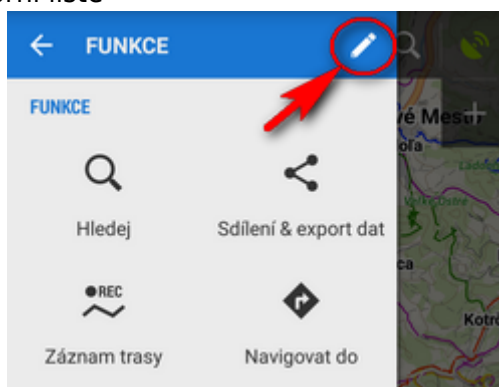 FUNKCE
FUNKCE
Hledej
Sdílení & export dat
REC
Záznam trasy
Navigovat do